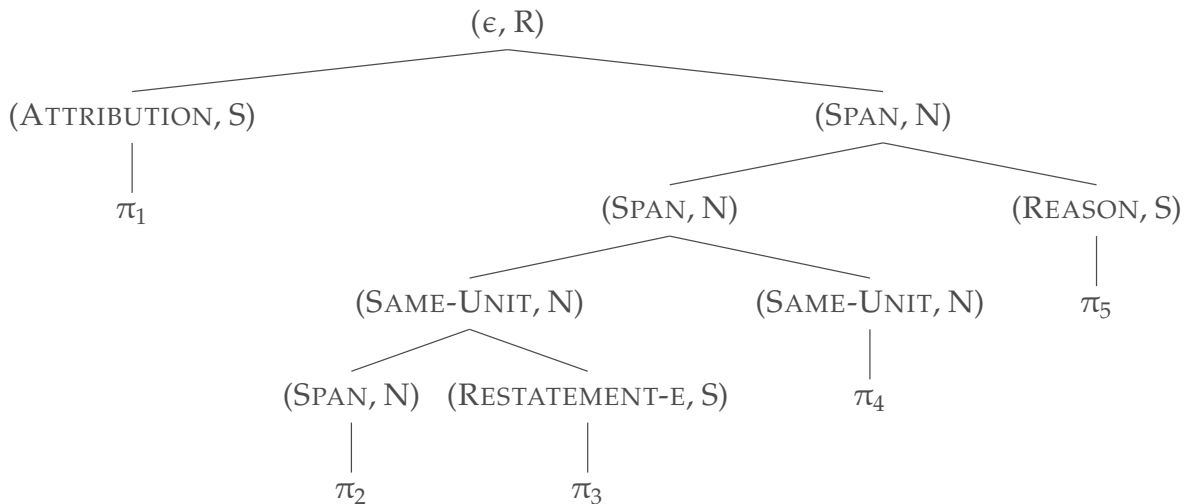 (ϵ, R)
(ATTRIBUTION, S) (SPAN, N)
π1 (SPAN, N) (REASON, S)
(SAME-UNIT, N) (SAME-UNIT, N) π5
(SPAN, N) (RESTATEMENT-E, S) π4
π2 π3